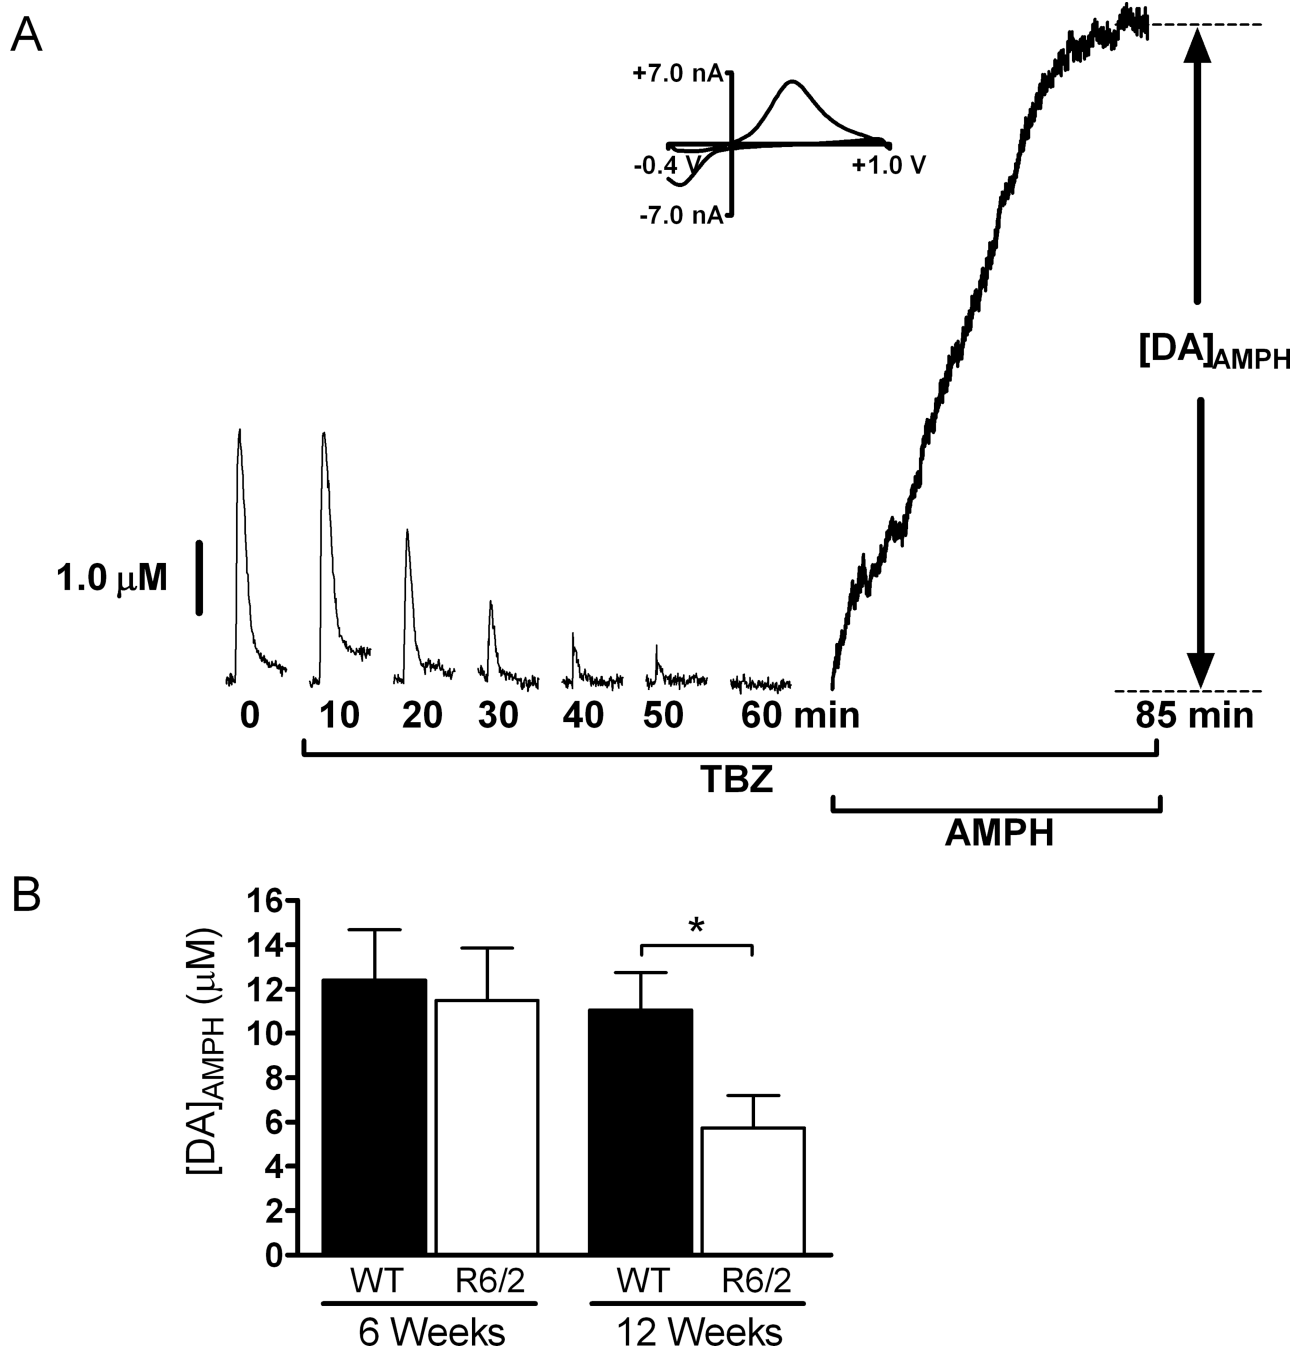 A
+7.0 nA
-0.4 V
+1.0 V
-7.0 nA
[DA]AMPH
1.0 μM
0 10 20 30 40 50 60 min 85 min
TBZ
AMPH
B
[DA]AMPH (μM)
16
14
12
10
8
6
4
2
0
*
WT R6/2 WT R6/2
6 Weeks 12 Weeks